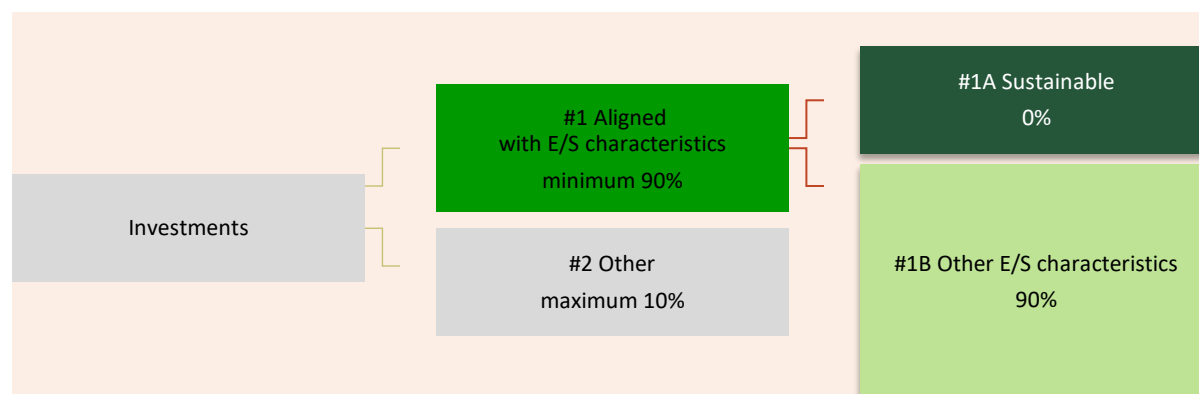 Investments
#1 Aligned
with E/S characteristics
minimum 90%
#2 Other
maximum 10%
#1A Sustainable
0%
#1B Other E/S characteristics
90%